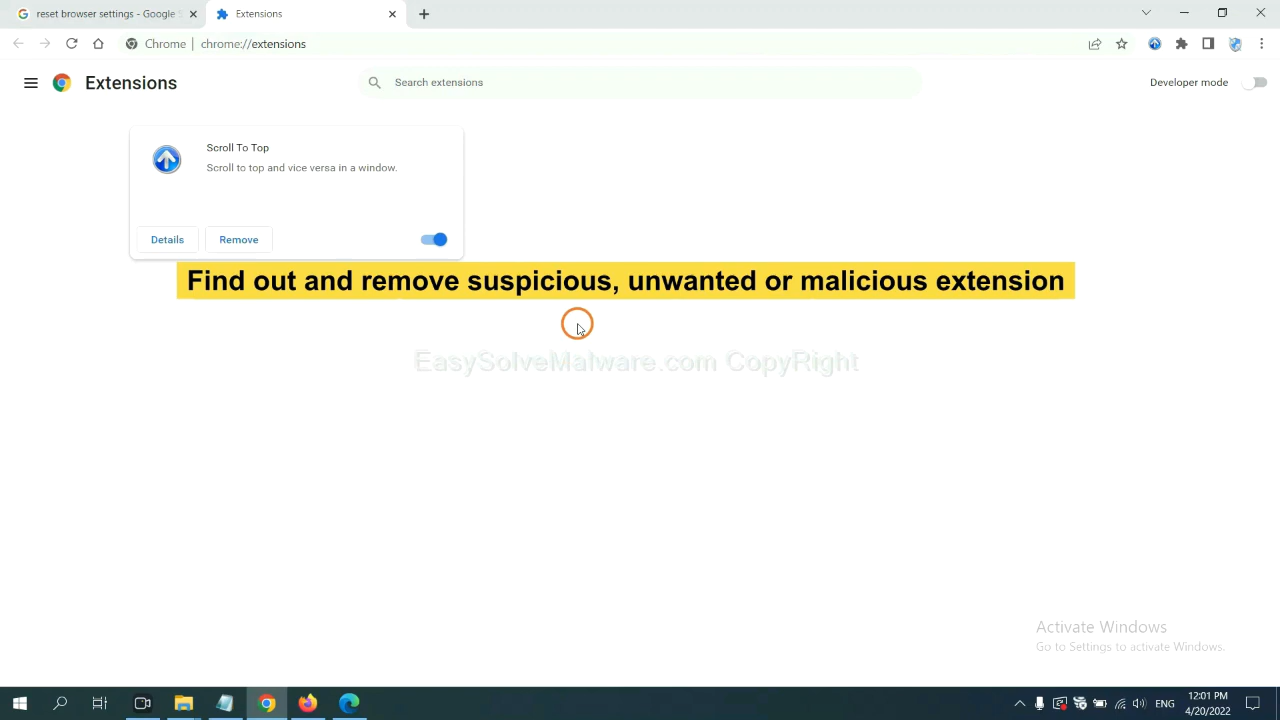 reset browser settings - Google S
Extensions
Chrome | chrome://extensions
Extensions
Search extensions
Developer mode
Scroll To Top
Scroll to top and vice versa in a window.
Details
Remove
Find out and remove suspicious, unwanted or malicious extension
EasySolveMalware.com CopyRight
Activate Windows
Go to Settings to activate Windows.
ENG
12:01 PM
4/20/2022